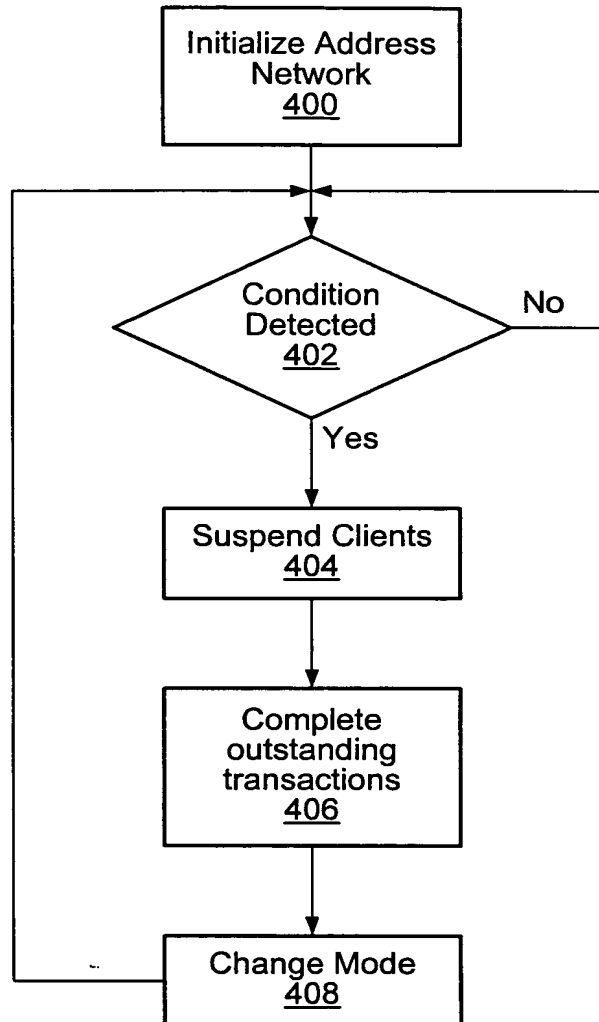 Initialize Address
Network
400
Condition
Detected
402
No
Yes
Suspend Clients
404
Complete
outstanding
transactions
406
Change Mode
408